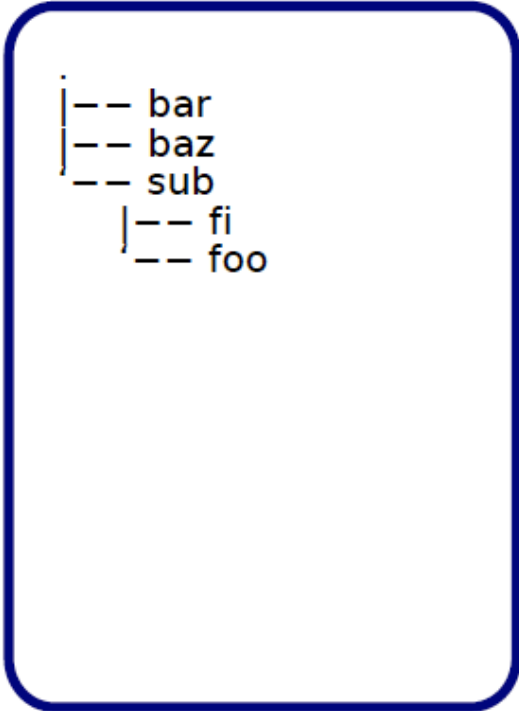 .
|-- bar
|-- baz
`-- sub
    |-- fi
    `-- foo